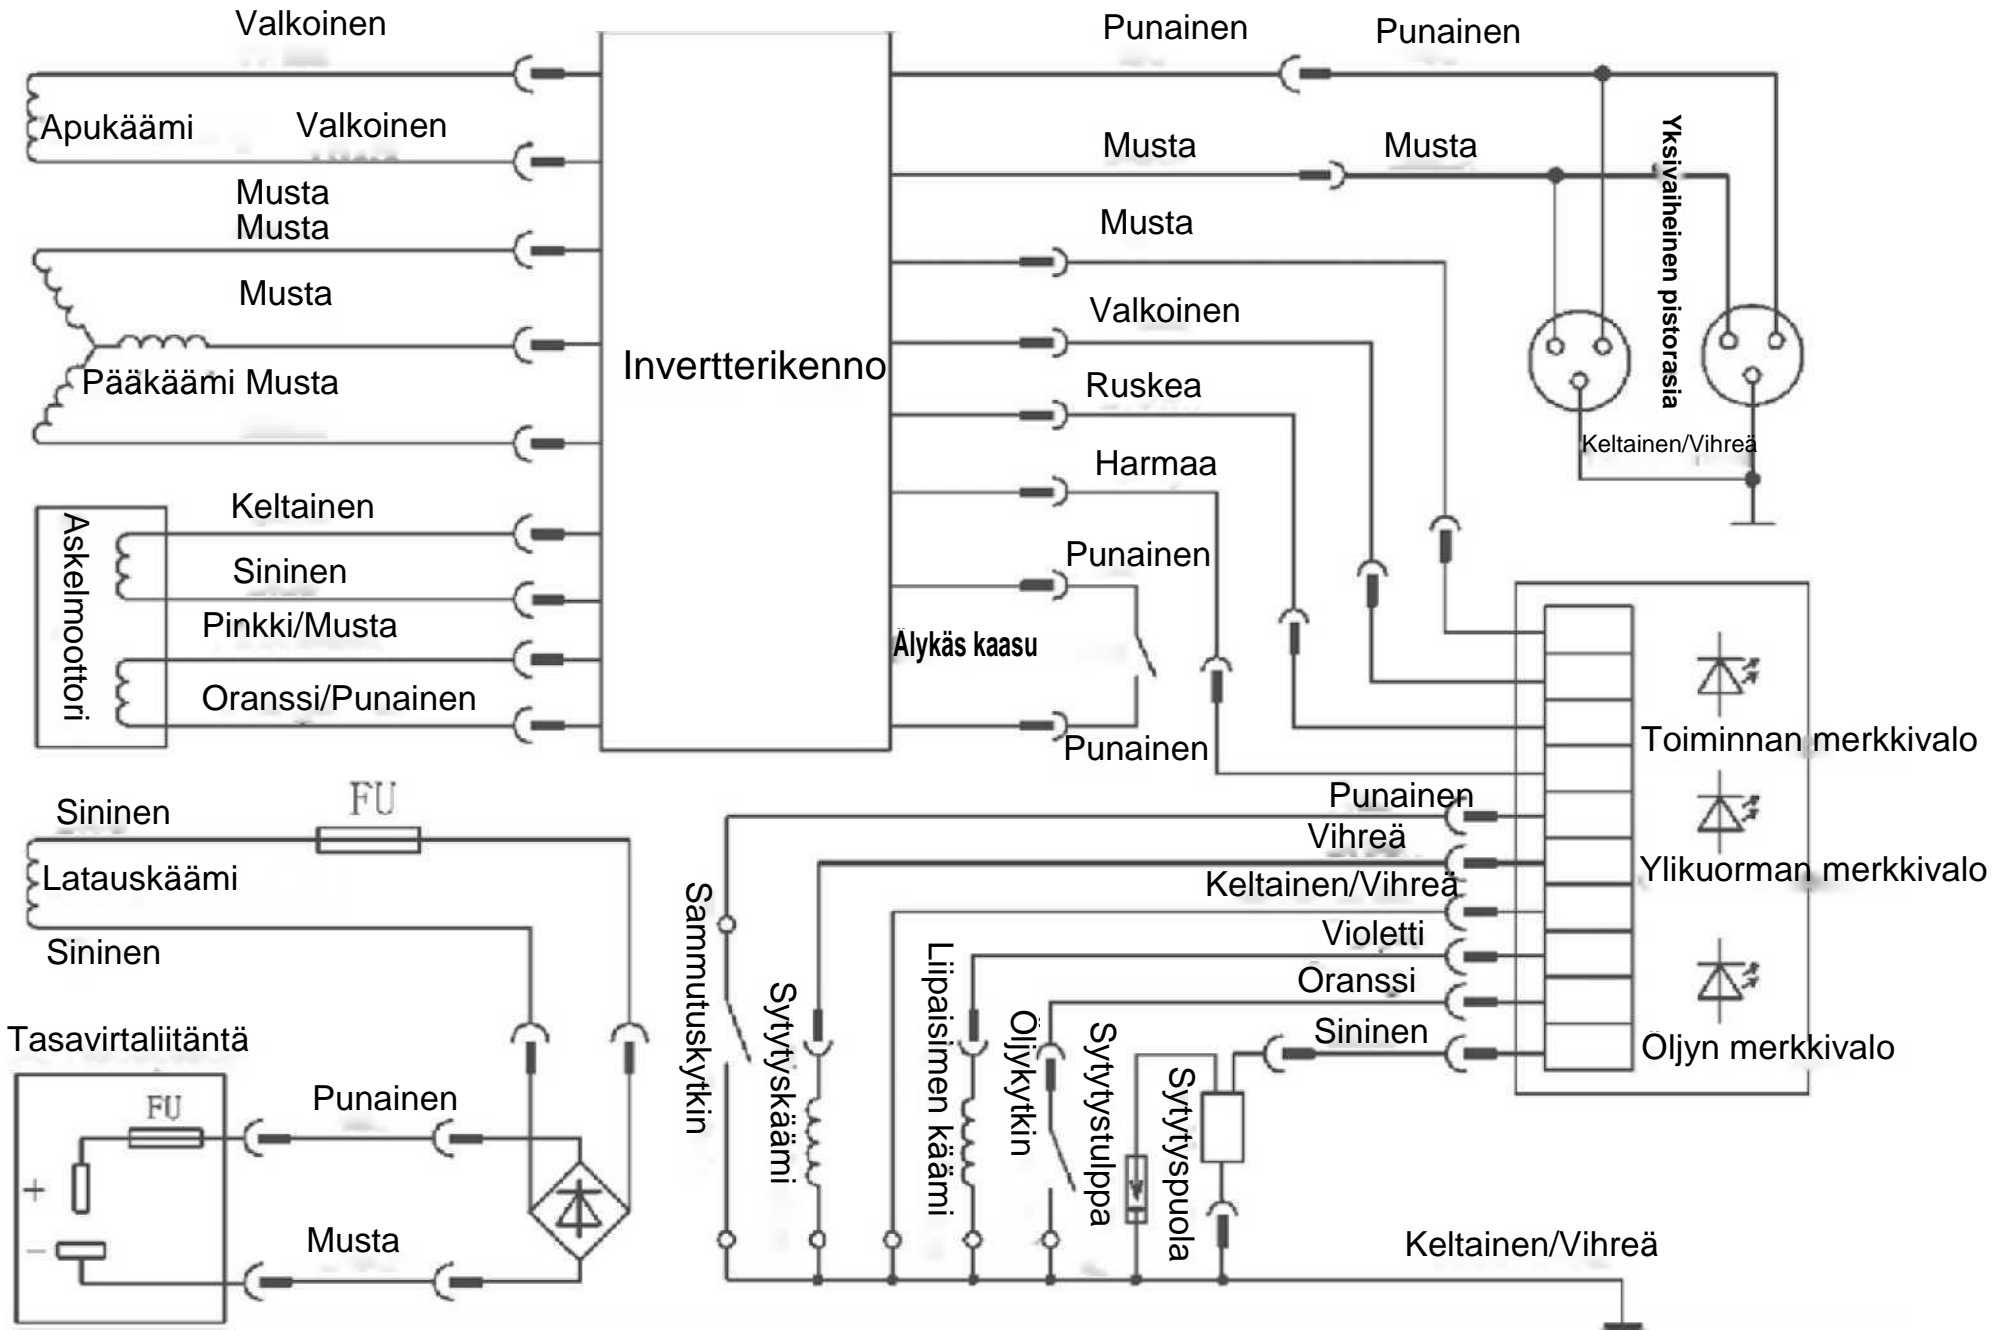 Valkoinen
Apukäämi
Valkoinen
Musta
Musta
Musta
Pääkäämi Musta
Askelmoottori
Keltainen
Sininen
Pinkki/Musta
Oranssi/Punainen
Invertterikenno
Punainen
Punainen
Musta
Musta
Musta
Valkoinen
Ruskea
Harmaa
Punainen
Älykäs kaasu
Punainen
Yksivaiheinen pistorasia
Keltainen/Vihreä
Toiminnan merkkivalo
Ylikuorman merkkivalo
Öljyn merkkivalo
Sininen
FU
Latauskäämi
Sininen
Tasavirtaliitäntä
FU
+
−
Punainen
Musta
Punainen
Vihreä
Keltainen/Vihreä
Violetti
Oranssi
Sininen
Sammutuskytkin
Sytytyskäämi
Liipaisimen käämi
Öljykytkin
Sytytystulppa
Sytytyspuola
Keltainen/Vihreä